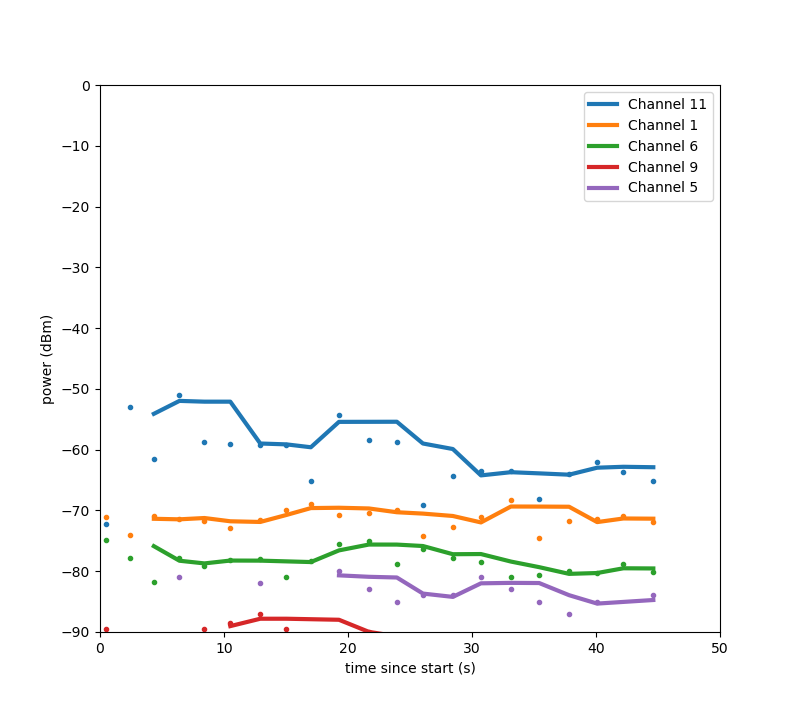 0
−10
−20
−30
−40
−50
−60
−70
−80
−90
power (dBm)
Channel 11
Channel 1
Channel 6
Channel 9
Channel 5
0 10 20 30 40 50
time since start (s)